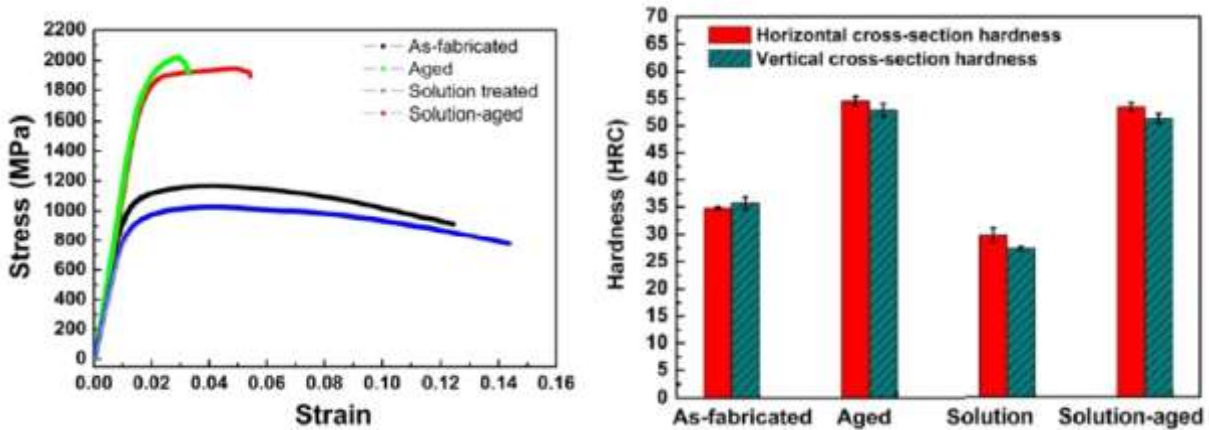 2200
2000
1800
1600
1400
1200
1000
800
600
400
200
0
Stress (MPa)
As-fabricated
Aged
Solution treated
Solution-aged
0.00 0.02 0.04 0.06 0.08 0.10 0.12 0.14 0.16
Strain
70
65
60
55
50
45
40
35
30
25
20
15
10
5
0
Hardness (HRC)
Horizontal cross-section hardness
Vertical cross-section hardness
As-fabricated Aged Solution Solution-aged